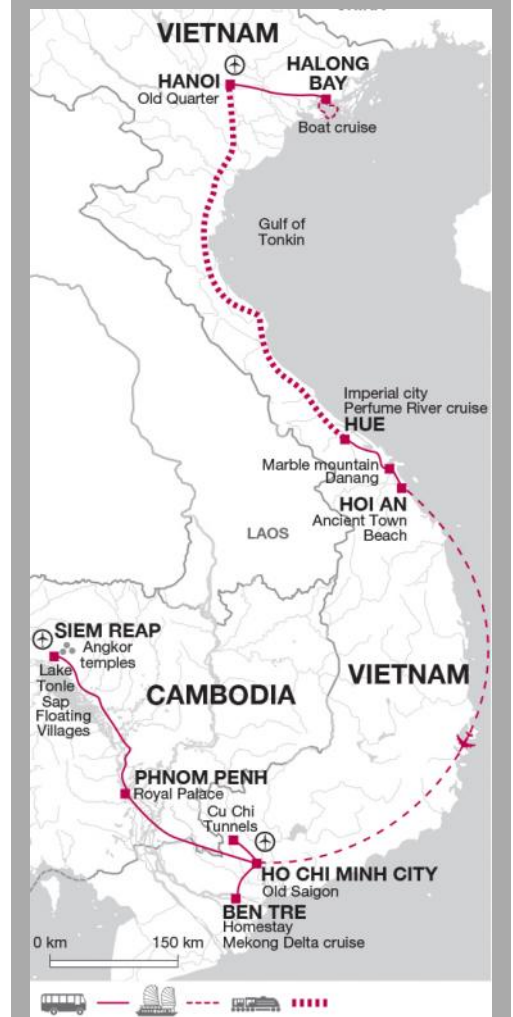 VIETNAM
HANOI
Old Quarter
HALONG
BAY
Boat cruise
Gulf of
Tonkin
Imperial city
Perfume River cruise
HUE
Marble mountain
Danang
HOI AN
Ancient Town
Beach
LAOS
SIEM REAP
Angkor
temples
Lake
Tonle
Sap
Floating
Villages
CAMBODIA
VIETNAM
PHNOM PENH
Royal Palace
Cu Chi
Tunnels
HO CHI MINH CITY
Old Saigon
BEN TRE
Homestay
Mekong Delta cruise
0 km 150 km